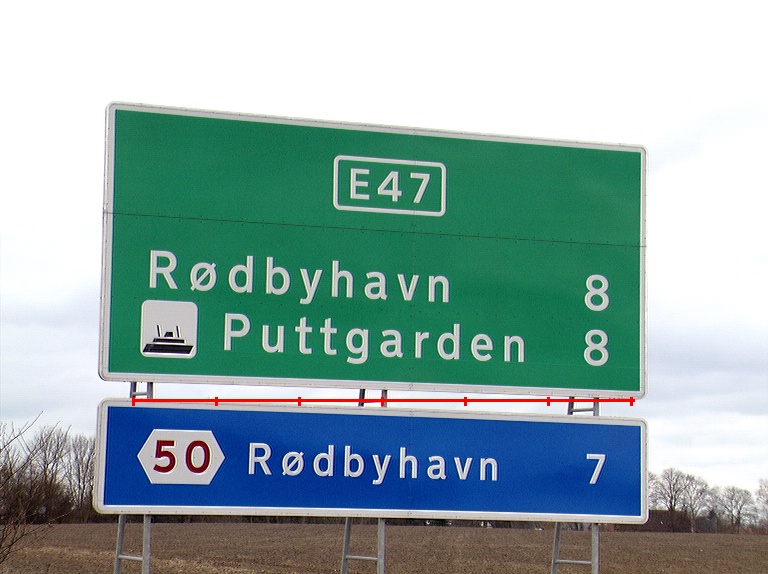 E47
Rødbyhavn 8
Puttgarden 8
50 Rødbyhavn 7